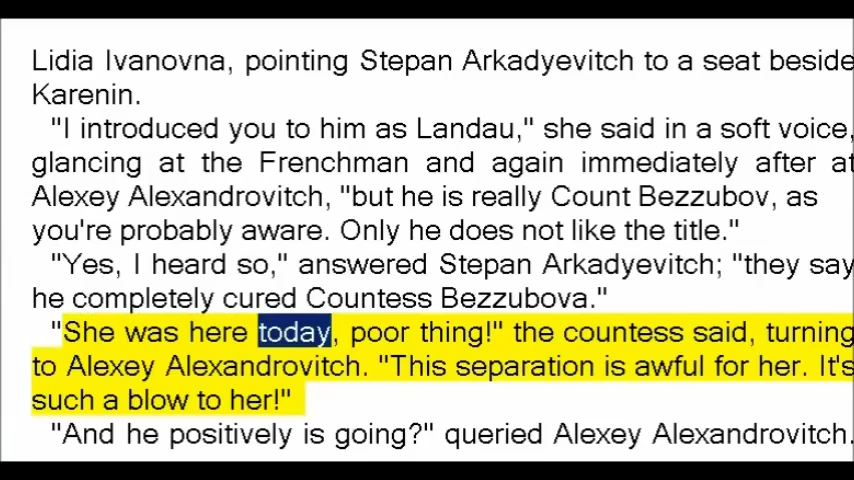 Lidia Ivanovna, pointing Stepan Arkadyevitch to a seat beside
Karenin.
"I introduced you to him as Landau," she said in a soft voice,
glancing at the Frenchman and again immediately after at
Alexey Alexandrovitch, "but he is really Count Bezzubov, as
you're probably aware. Only he does not like the title."
"Yes, I heard so," answered Stepan Arkadyevitch; "they say
he completely cured Countess Bezzubova."
"She was here today, poor thing!" the countess said, turning
to Alexey Alexandrovitch. "This separation is awful for her. It's
such a blow to her!"
"And he positively is going?" queried Alexey Alexandrovitch.